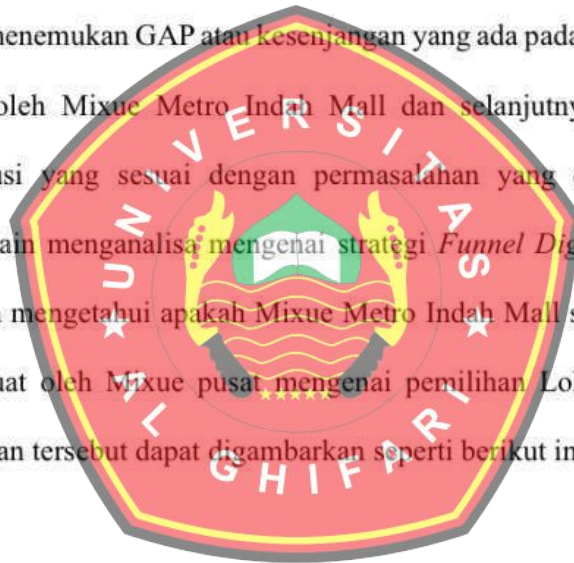 menemukan GAP atau kesenjangan yang ada pada
oleh Mixue Metro Indah Mall dan selanjutny
usi yang sesuai dengan permasalahan yang
ain menganalisa mengenai strategi Funnel Dig
mengetahui apakah Mixue Metro Indah Mall s
uat oleh Mixue pusat mengenai pemilihan Lol
an tersebut dapat digambarkan seperti berikut in
UNIVERSITAS
AL GHIFARI